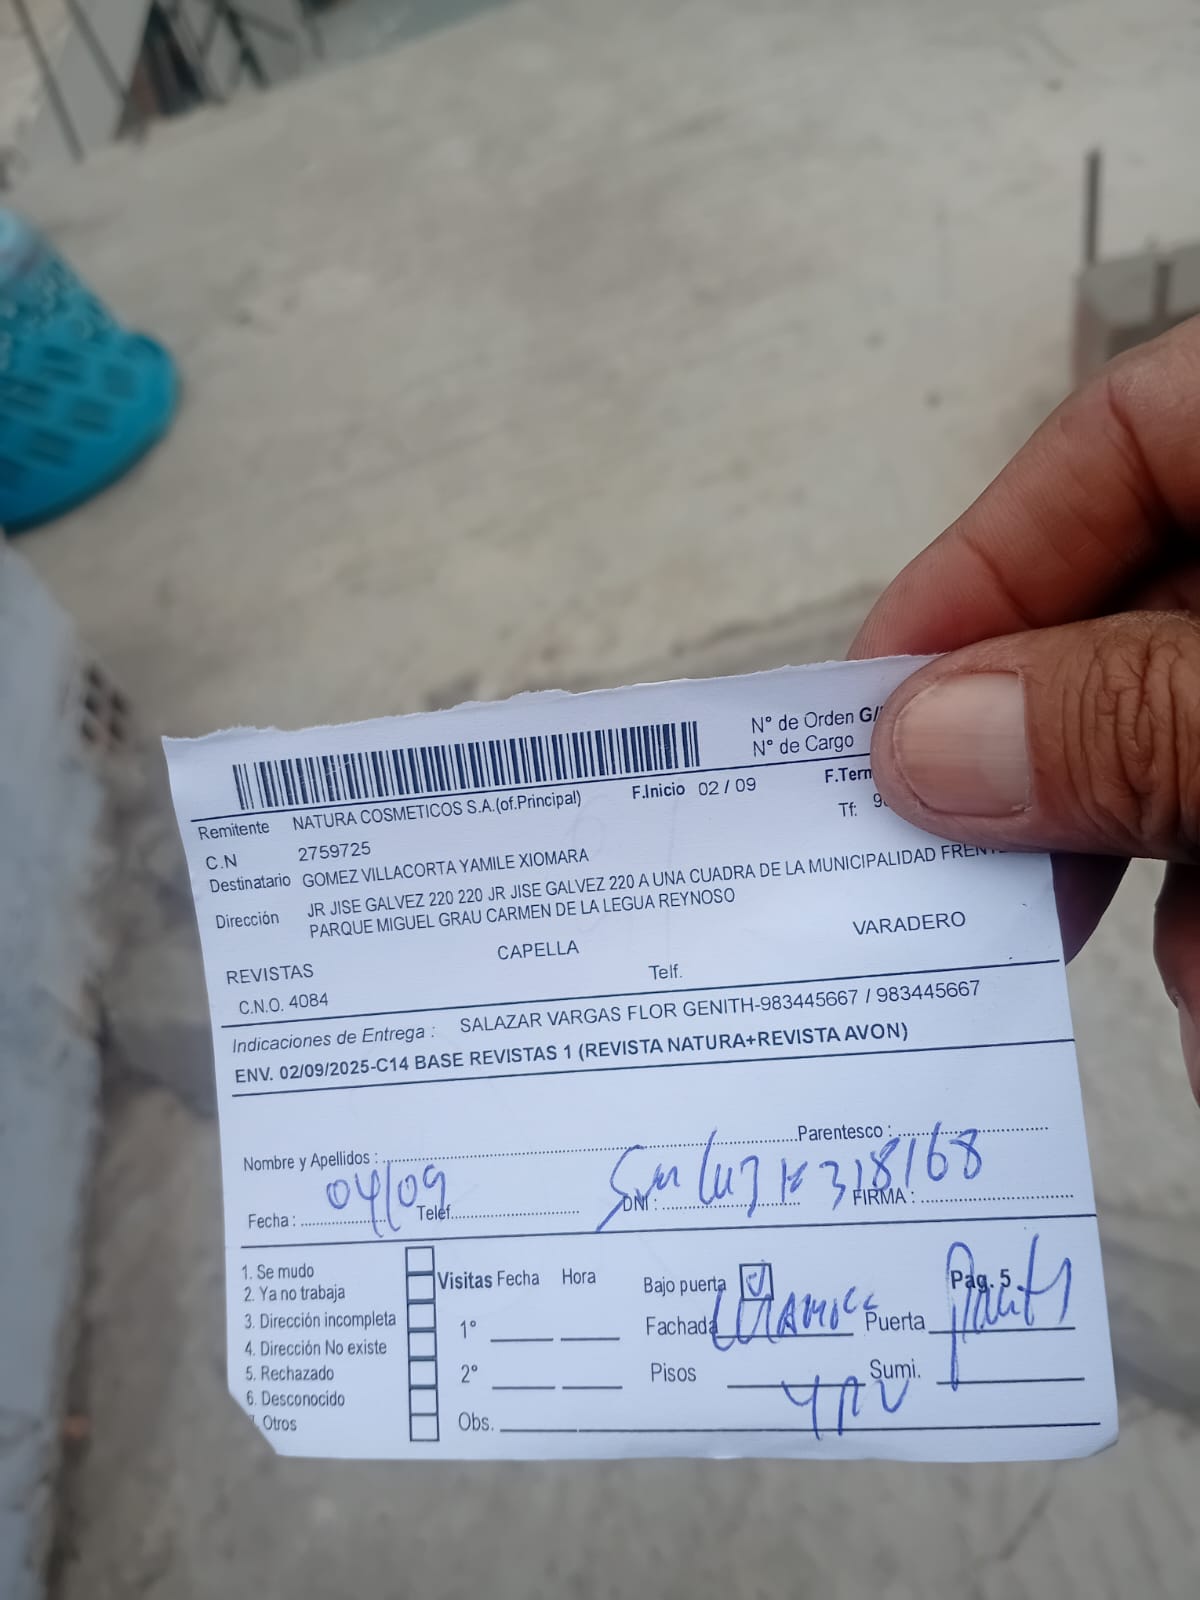 N° de Orden G/
N° de Cargo
Remitente NATURA COSMETICOS S.A.(of.Principal) F.Inicio 02 / 09 F.Term
C.N 2759725 Tf: 9
Destinatario GOMEZ VILLACORTA YAMILE XIOMARA
Dirección JR JISE GALVEZ 220 220 JR JISE GALVEZ 220 A UNA CUADRA DE LA MUNICIPALIDAD FRENTE
PARQUE MIGUEL GRAU CARMEN DE LA LEGUA REYNOSO
REVISTAS CAPELLA VARADERO
C.N.O. 4084 Telf.
Indicaciones de Entrega : SALAZAR VARGAS FLOR GENITH-983445667 / 983445667
ENV. 02/09/2025-C14 BASE REVISTAS 1 (REVISTA NATURA+REVISTA AVON)
Nombre y Apellidos : Parentesco :
04/09 318168
Fecha : Teléf. DNI : FIRMA :
1. Se mudo
2. Ya no trabaja
3. Dirección incompleta
4. Dirección No existe
5. Rechazado
6. Desconocido
Otros
Visitas Fecha Hora
1°
2°
Obs.
Bajo puerta Pag. 5
Fachada Puerta
Pisos Sumi.